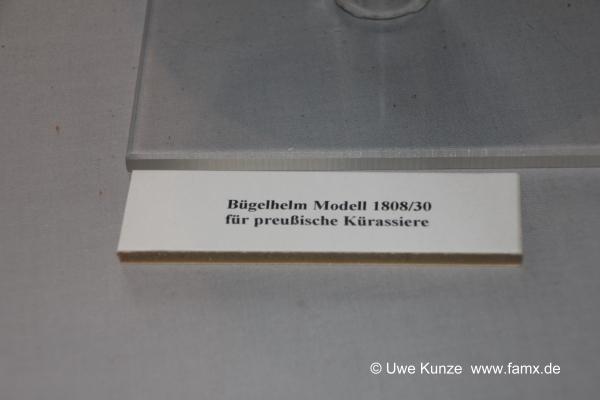 Bügelhelm Modell 1808/30
für preußische Kürassiere
© Uwe Kunze www.famx.de